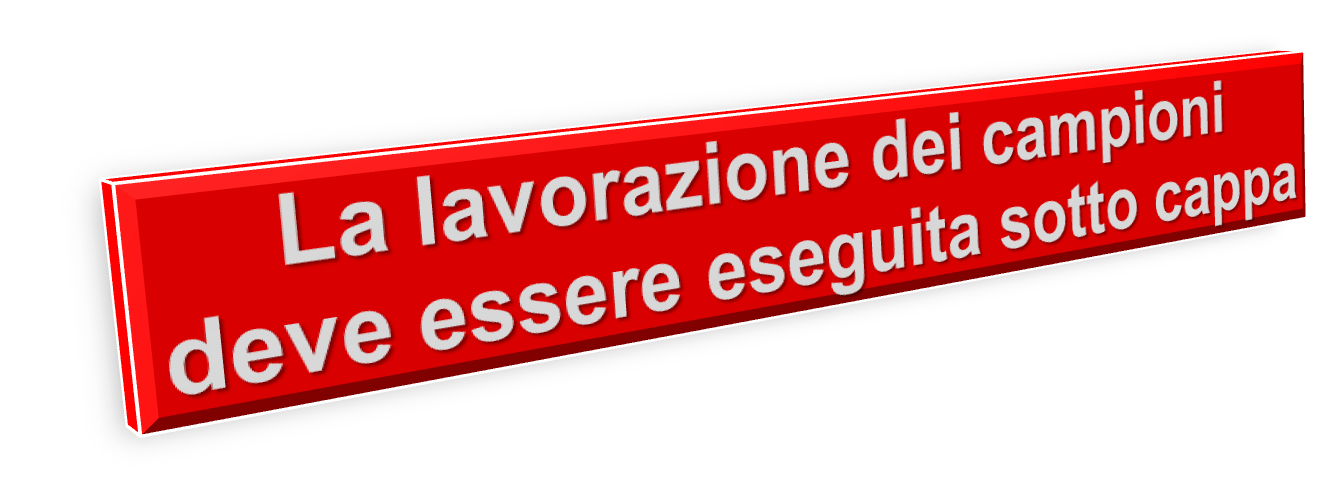 La lavorazione dei campioni
deve essere eseguita sotto cappa